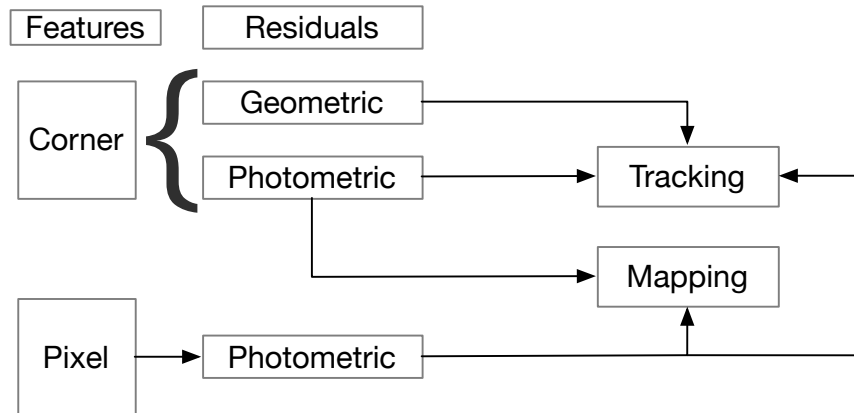 Features
Residuals
Corner
Geometric
Photometric
Tracking
Mapping
Pixel
Photometric